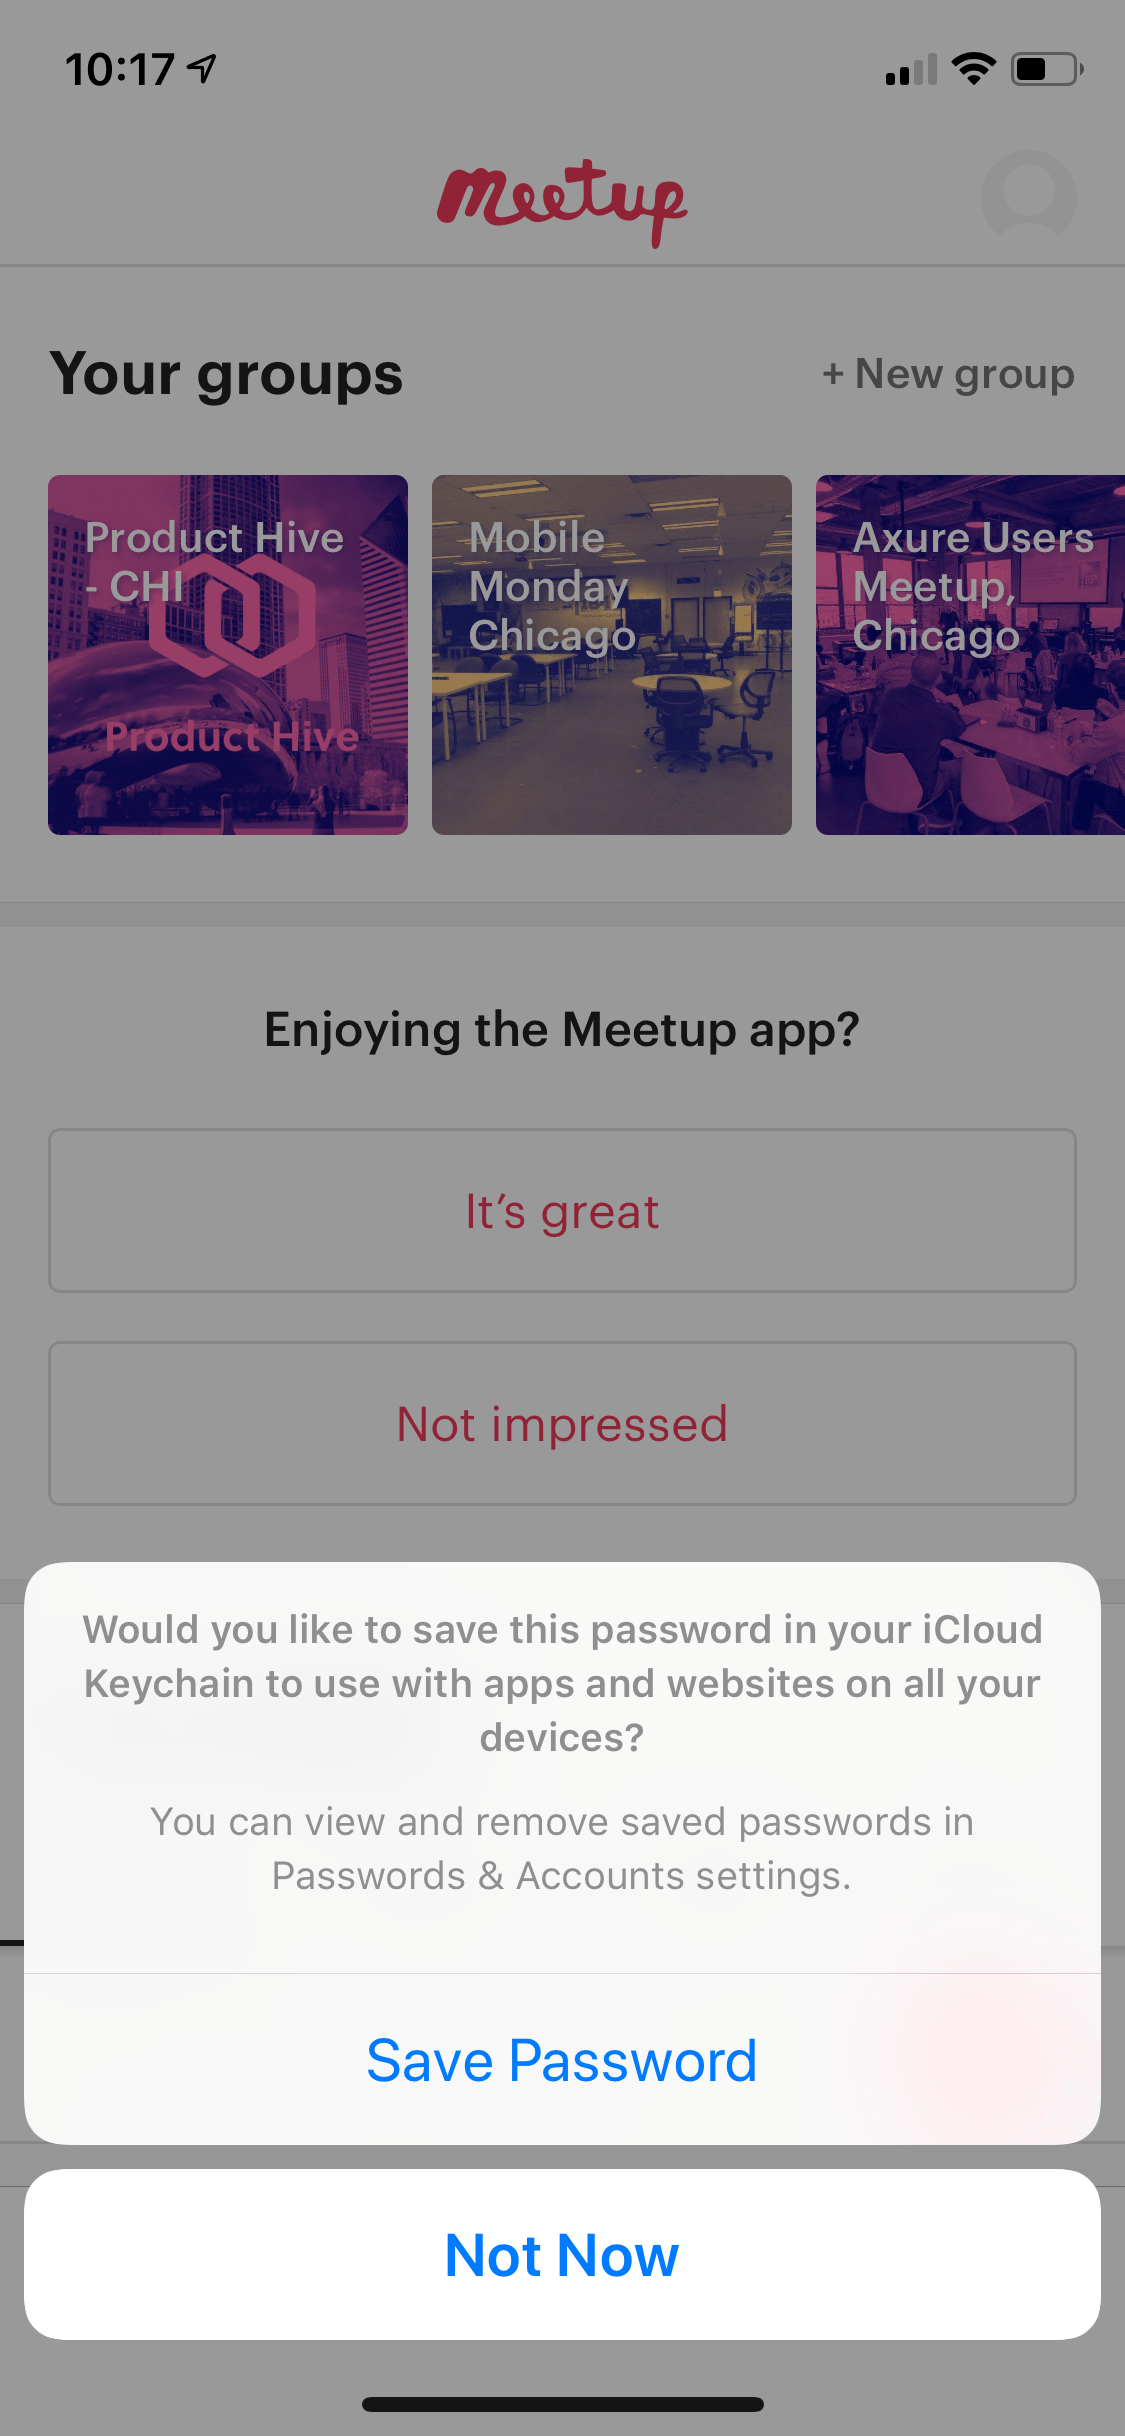 10:17
meetup
Your groups
+ New group
Product Hive
- CHI
Product Hive
Mobile
Monday
Chicago
Axure Users
Meetup,
Chicago
Enjoying the Meetup app?
It’s great
Not impressed
Would you like to save this password in your iCloud
Keychain to use with apps and websites on all your
devices?
You can view and remove saved passwords in
Passwords & Accounts settings.
Save Password
Not Now